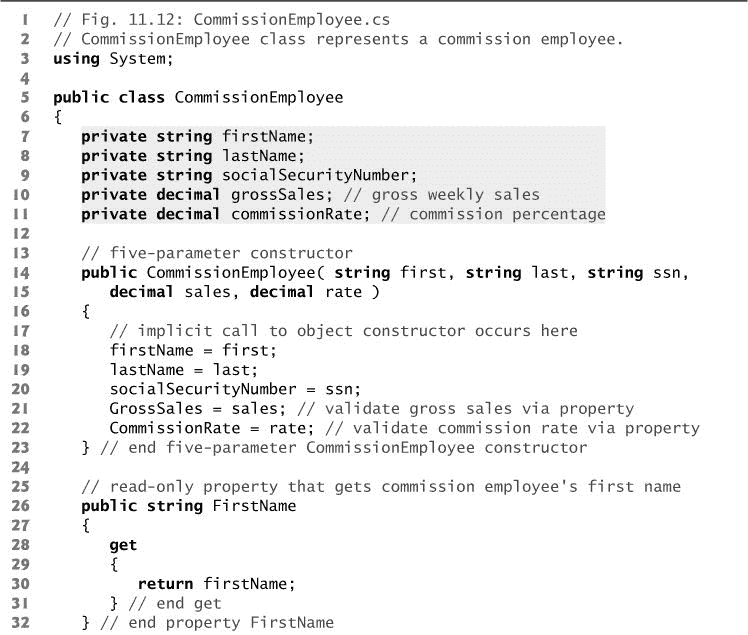 1 // Fig. 11.12: CommissionEmployee.cs
2 // CommissionEmployee class represents a commission employee.
3 using System;
4
5 public class CommissionEmployee
6 {
7 private string firstName;
8 private string lastName;
9 private string socialSecurityNumber;
10 private decimal grossSales; // gross weekly sales
11 private decimal commissionRate; // commission percentage
12
13 // five-parameter constructor
14 public CommissionEmployee( string first, string last, string ssn,
15 decimal sales, decimal rate )
16 {
17 // implicit call to object constructor occurs here
18 firstName = first;
19 lastName = last;
20 socialSecurityNumber = ssn;
21 GrossSales = sales; // validate gross sales via property
22 CommissionRate = rate; // validate commission rate via property
23 } // end five-parameter CommissionEmployee constructor
24
25 // read-only property that gets commission employee's first name
26 public string FirstName
27 {
28 get
29 {
30 return firstName;
31 } // end get
32 } // end property FirstName